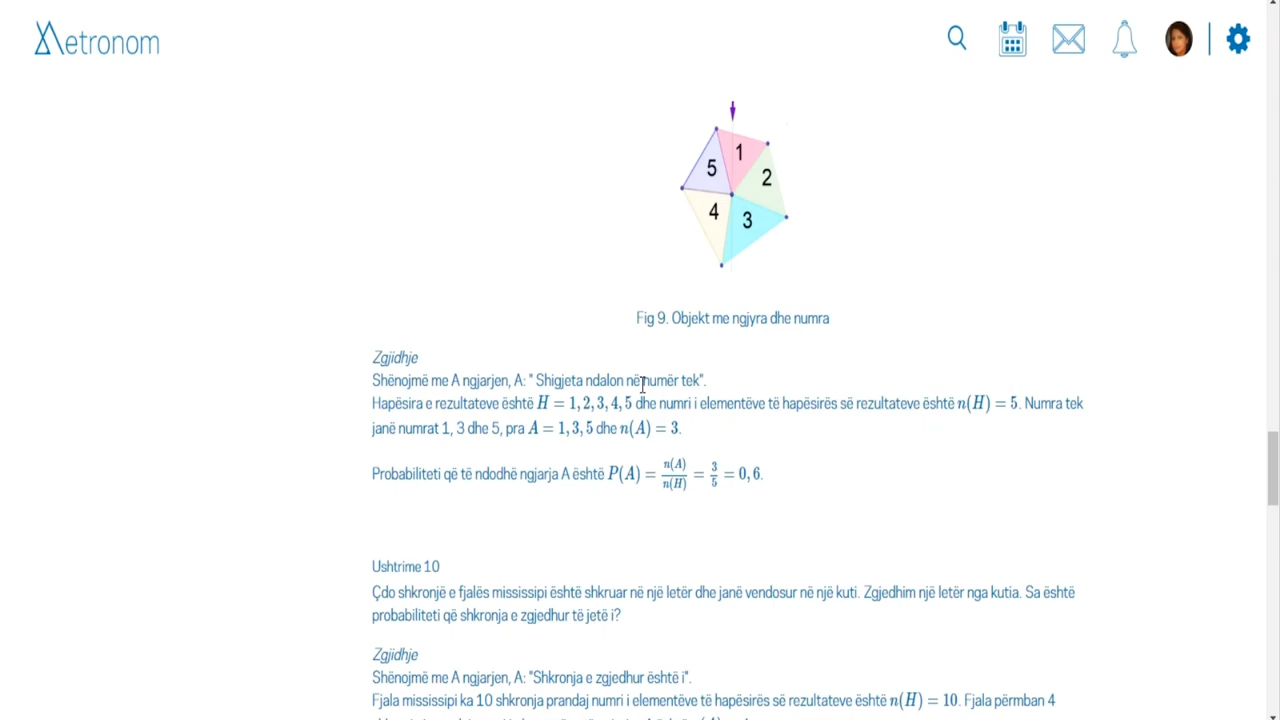 Metronom
1
5
2
4
3
Fig 9. Objekt me ngjyra dhe numra
Zgjidhje
Shënojmë me A ngjarjen, A: " Shigjeta ndalon në numër tek".
Hapësira e rezultateve është H = 1, 2, 3, 4, 5 dhe numri i elementëve të hapësirës së rezultateve është n(H) = 5. Numra tek
janë numrat 1, 3 dhe 5, pra A = 1, 3, 5 dhe n(A) = 3.
Probabiliteti që të ndodhë ngjarja A është P(A) = n(A)/n(H) = 3/5 = 0, 6.
Ushtrime 10
Çdo shkronjë e fjalës mississipi është shkruar në një letër dhe janë vendosur në një kuti. Zgjedhim një letër nga kutia. Sa është
probabiliteti që shkronja e zgjedhur të jetë i?
Zgjidhje
Shënojmë me A ngjarjen, A: "Shkronja e zgjedhur është i".
Fjala mississipi ka 10 shkronja prandaj numri i elementëve të hapësirës së rezultateve është n(H) = 10. Fjala përmban 4